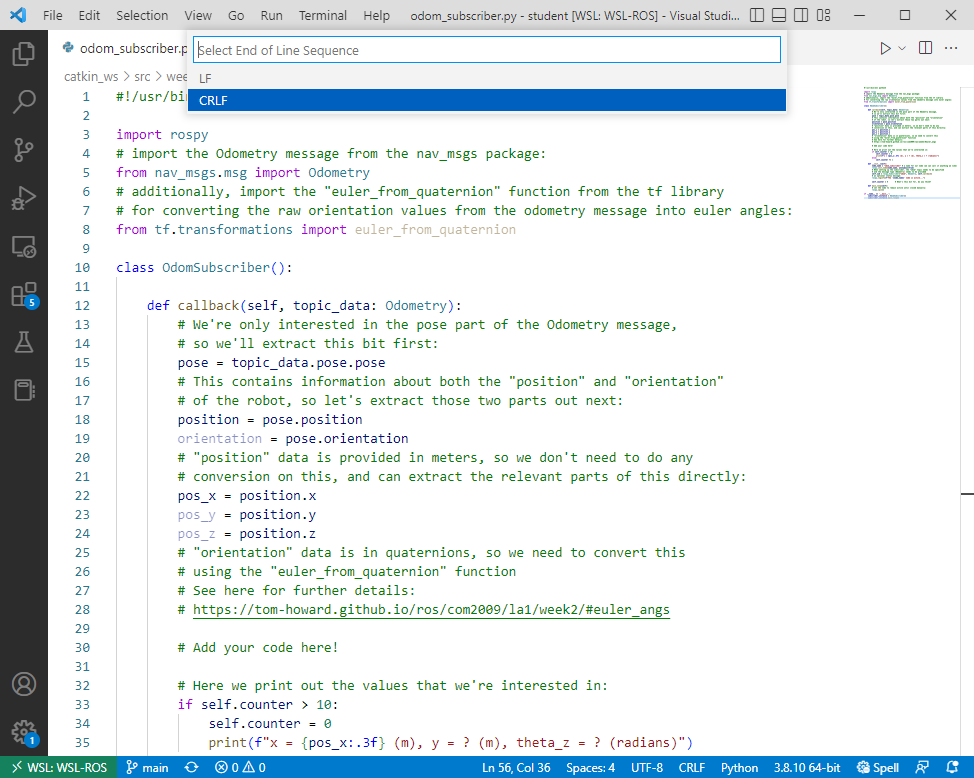 File Edit Selection View Go Run Terminal Help odom_subscriber.py - student [WSL: WSL-ROS] - Visual Studi...
odom_subscriber.p
Select End of Line Sequence
LF
CRLF
catkin_ws > src > wee
1 #!/usr/bi
2
3 import rospy
4 # import the Odometry message from the nav_msgs package:
5 from nav_msgs.msg import Odometry
6 # additionally, import the "euler_from_quaternion" function from the tf library
7 # for converting the raw orientation values from the odometry message into euler angles:
8 from tf.transformations import euler_from_quaternion
9
10 class OdomSubscriber():
11
12 def callback(self, topic_data: Odometry):
13 # We're only interested in the pose part of the Odometry message,
14 # so we'll extract this bit first:
15 pose = topic_data.pose.pose
16 # This contains information about both the "position" and "orientation"
17 # of the robot, so let's extract those two parts out next:
18 position = pose.position
19 orientation = pose.orientation
20 # "position" data is provided in meters, so we don't need to do any
21 # conversion on this, and can extract the relevant parts of this directly:
22 pos_x = position.x
23 pos_y = position.y
24 pos_z = position.z
25 # "orientation" data is in quaternions, so we need to convert this
26 # using the "euler_from_quaternion" function
27 # See here for further details:
28 # https://tom-howard.github.io/ros/com2009/la1/week2/#euler_angs
29
30 # Add your code here!
31
32 # Here we print out the values that we're interested in:
33 if self.counter > 10:
34 self.counter = 0
35 print(f"x = {pos_x:.3f} (m), y = ? (m), theta_z = ? (radians)")
5
1
WSL: WSL-ROS main 0 0 Ln 56, Col 36 Spaces: 4 UTF-8 CRLF Python 3.8.10 64-bit Spell